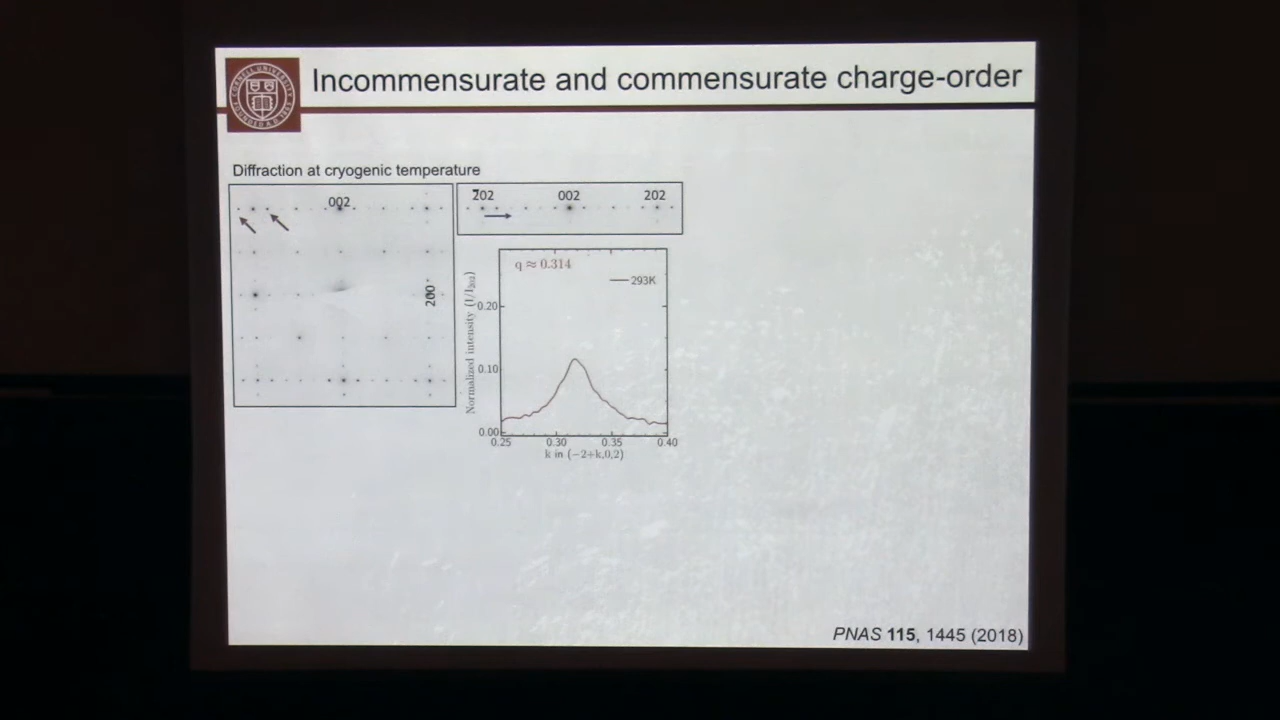 Incommensurate and commensurate charge-order
Diffraction at cryogenic temperature
002
200
2̅02 002 202
q ≈ 0.314
293K
Normalized intensity (I/I₂₀₂)
0.20
0.10
0.00
0.25 0.30 0.35 0.40
k in (−2+k,0,2)
PNAS 115, 1445 (2018)